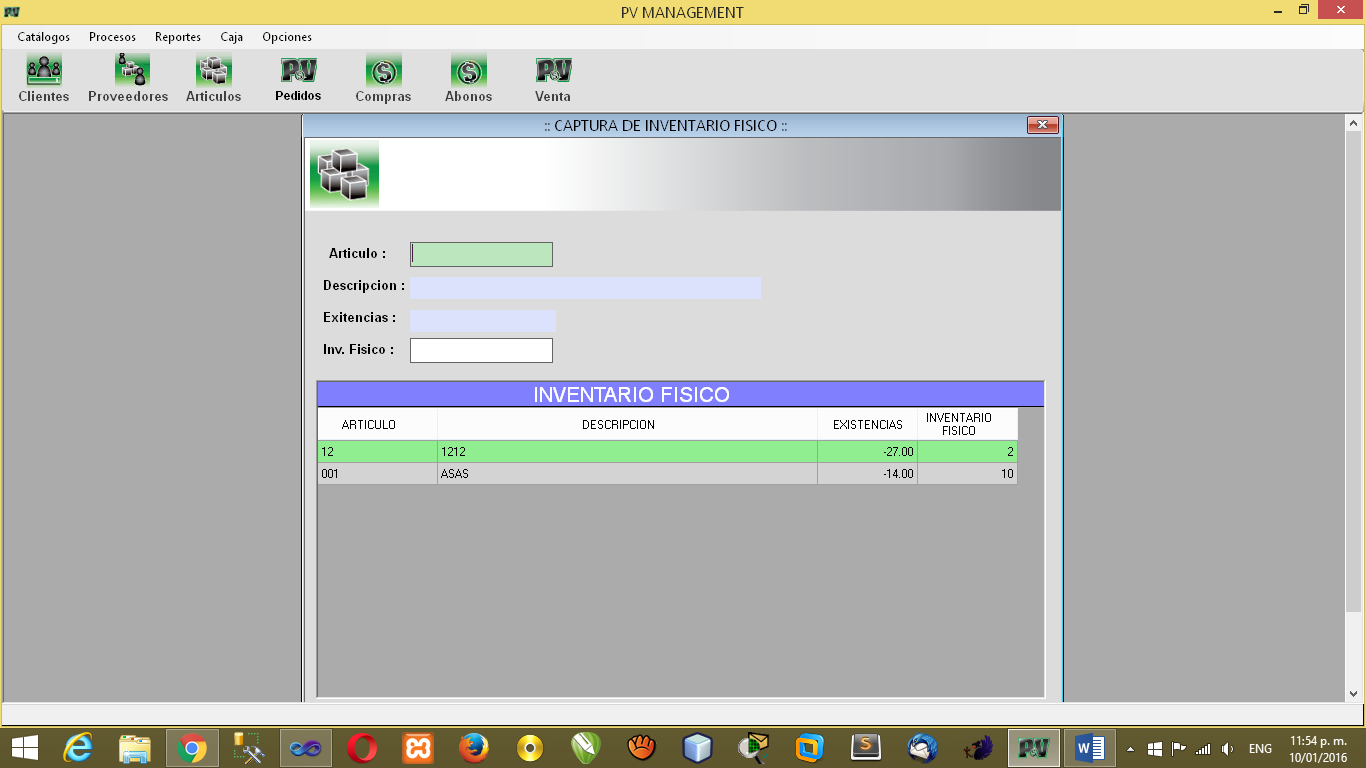 PV MANAGEMENT
Catálogos Procesos Reportes Caja Opciones
Clientes Proveedores Articulos Pedidos Compras Abonos Venta
:: CAPTURA DE INVENTARIO FISICO ::
Articulo :
Descripcion :
Exitencias :
Inv. Fisico :
INVENTARIO FISICO
ARTICULO DESCRIPCION EXISTENCIAS INVENTARIO FISICO
12 1212 -27.00 2
001 ASAS -14.00 10
ENG 11:54 p. m.
10/01/2016